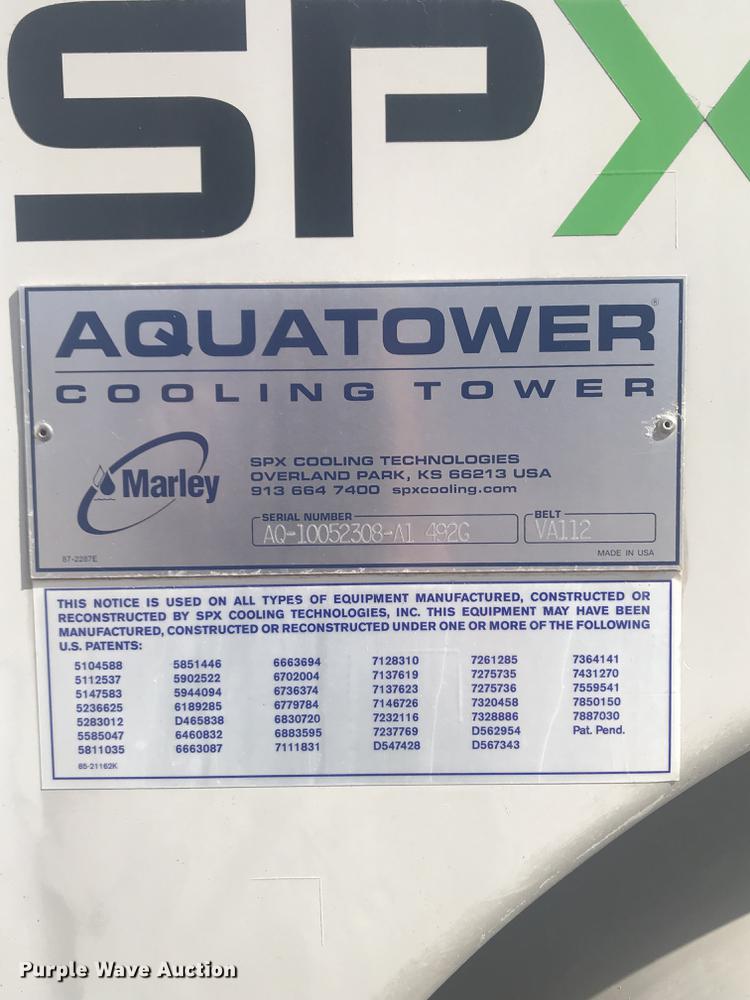 SPX
AQUATOWER®
COOLING TOWER
Marley
SPX COOLING TECHNOLOGIES
OVERLAND PARK, KS 66213 USA
913 664 7400 spxcooling.com
SERIAL NUMBER
AQ-10052308-A1 492G
BELT
VA112
87-2287E
MADE IN USA
THIS NOTICE IS USED ON ALL TYPES OF EQUIPMENT MANUFACTURED, CONSTRUCTED OR
RECONSTRUCTED BY SPX COOLING TECHNOLOGIES, INC. THIS EQUIPMENT MAY HAVE BEEN
MANUFACTURED, CONSTRUCTED OR RECONSTRUCTED UNDER ONE OR MORE OF THE FOLLOWING
U.S. PATENTS:
5104588 5851446 6663694 7128310 7261285 7364141
5112537 5902522 6702004 7137619 7275735 7431270
5147583 5944094 6736374 7137623 7275736 7559541
5236625 6189285 6779784 7146726 7320458 7850150
5283012 D465838 6830720 7232116 7328886 7887030
5585047 6460832 6883595 7237769 D562954 Pat. Pend.
5811035 6663087 7111831 D547428 D567343
85-21162K
Purple Wave Auction